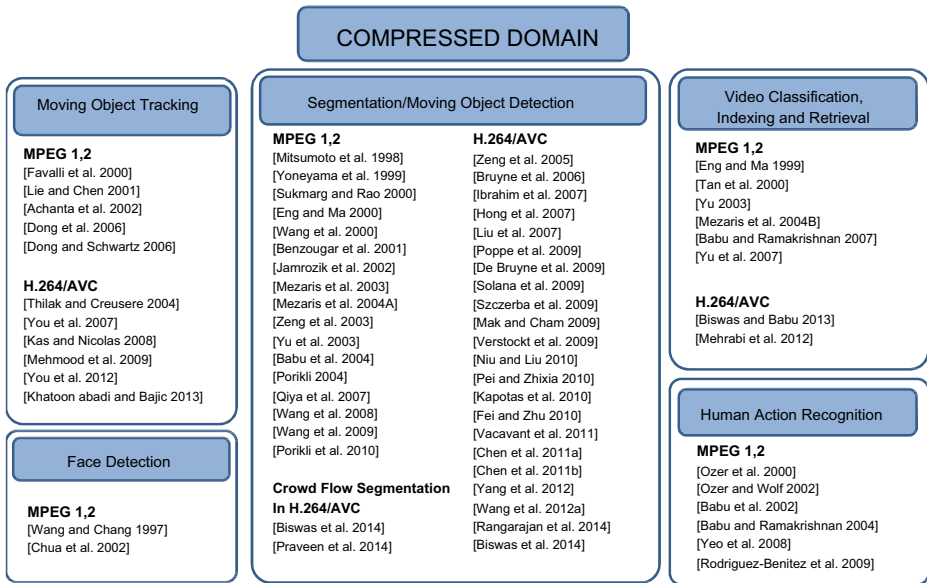 COMPRESSED DOMAIN
Moving Object Tracking
MPEG 1,2
[Favalli et al. 2000]
[Lie and Chen 2001]
[Achanta et al. 2002]
[Dong et al. 2006]
[Dong and Schwartz 2006]
H.264/AVC
[Thilak and Creusere 2004]
[You et al. 2007]
[Kas and Nicolas 2008]
[Mehmood et al. 2009]
[You et al. 2012]
[Khatoon abadi and Bajic 2013]
Face Detection
MPEG 1,2
[Wang and Chang 1997]
[Chua et al. 2002]
Segmentation/Moving Object Detection
MPEG 1,2
[Mitsumoto et al. 1998]
[Yoneyama et al. 1999]
[Sukmarg and Rao 2000]
[Eng and Ma 2000]
[Wang et al. 2000]
[Benzougar et al. 2001]
[Jamrozik et al. 2002]
[Mezaris et al. 2003]
[Mezaris et al. 2004A]
[Zeng et al. 2003]
[Yu et al. 2003]
[Babu et al. 2004]
[Porikli 2004]
[Qiya et al. 2007]
[Wang et al. 2008]
[Wang et al. 2009]
[Porikli et al. 2010]
Crowd Flow Segmentation
In H.264/AVC
[Biswas et al. 2014]
[Praveen et al. 2014]
H.264/AVC
[Zeng et al. 2005]
[Bruyne et al. 2006]
[Ibrahim et al. 2007]
[Hong et al. 2007]
[Liu et al. 2007]
[Poppe et al. 2009]
[De Bruyne et al. 2009]
[Solana et al. 2009]
[Szczerba et al. 2009]
[Mak and Cham 2009]
[Verstockt et al. 2009]
[Niu and Liu 2010]
[Pei and Zhixia 2010]
[Kapotas et al. 2010]
[Fei and Zhu 2010]
[Vacavant et al. 2011]
[Chen et al. 2011a]
[Chen et al. 2011b]
[Yang et al. 2012]
[Wang et al. 2012a]
[Rangarajan et al. 2014]
[Biswas et al. 2014]
Video Classification,
Indexing and Retrieval
MPEG 1,2
[Eng and Ma 1999]
[Tan et al. 2000]
[Yu 2003]
[Mezaris et al. 2004B]
[Babu and Ramakrishnan 2007]
[Yu et al. 2007]
H.264/AVC
[Biswas and Babu 2013]
[Mehrabi et al. 2012]
Human Action Recognition
MPEG 1,2
[Ozer et al. 2000]
[Ozer and Wolf 2002]
[Babu et al. 2002]
[Babu and Ramakrishnan 2004]
[Yeo et al. 2008]
[Rodriguez-Benitez et al. 2009]